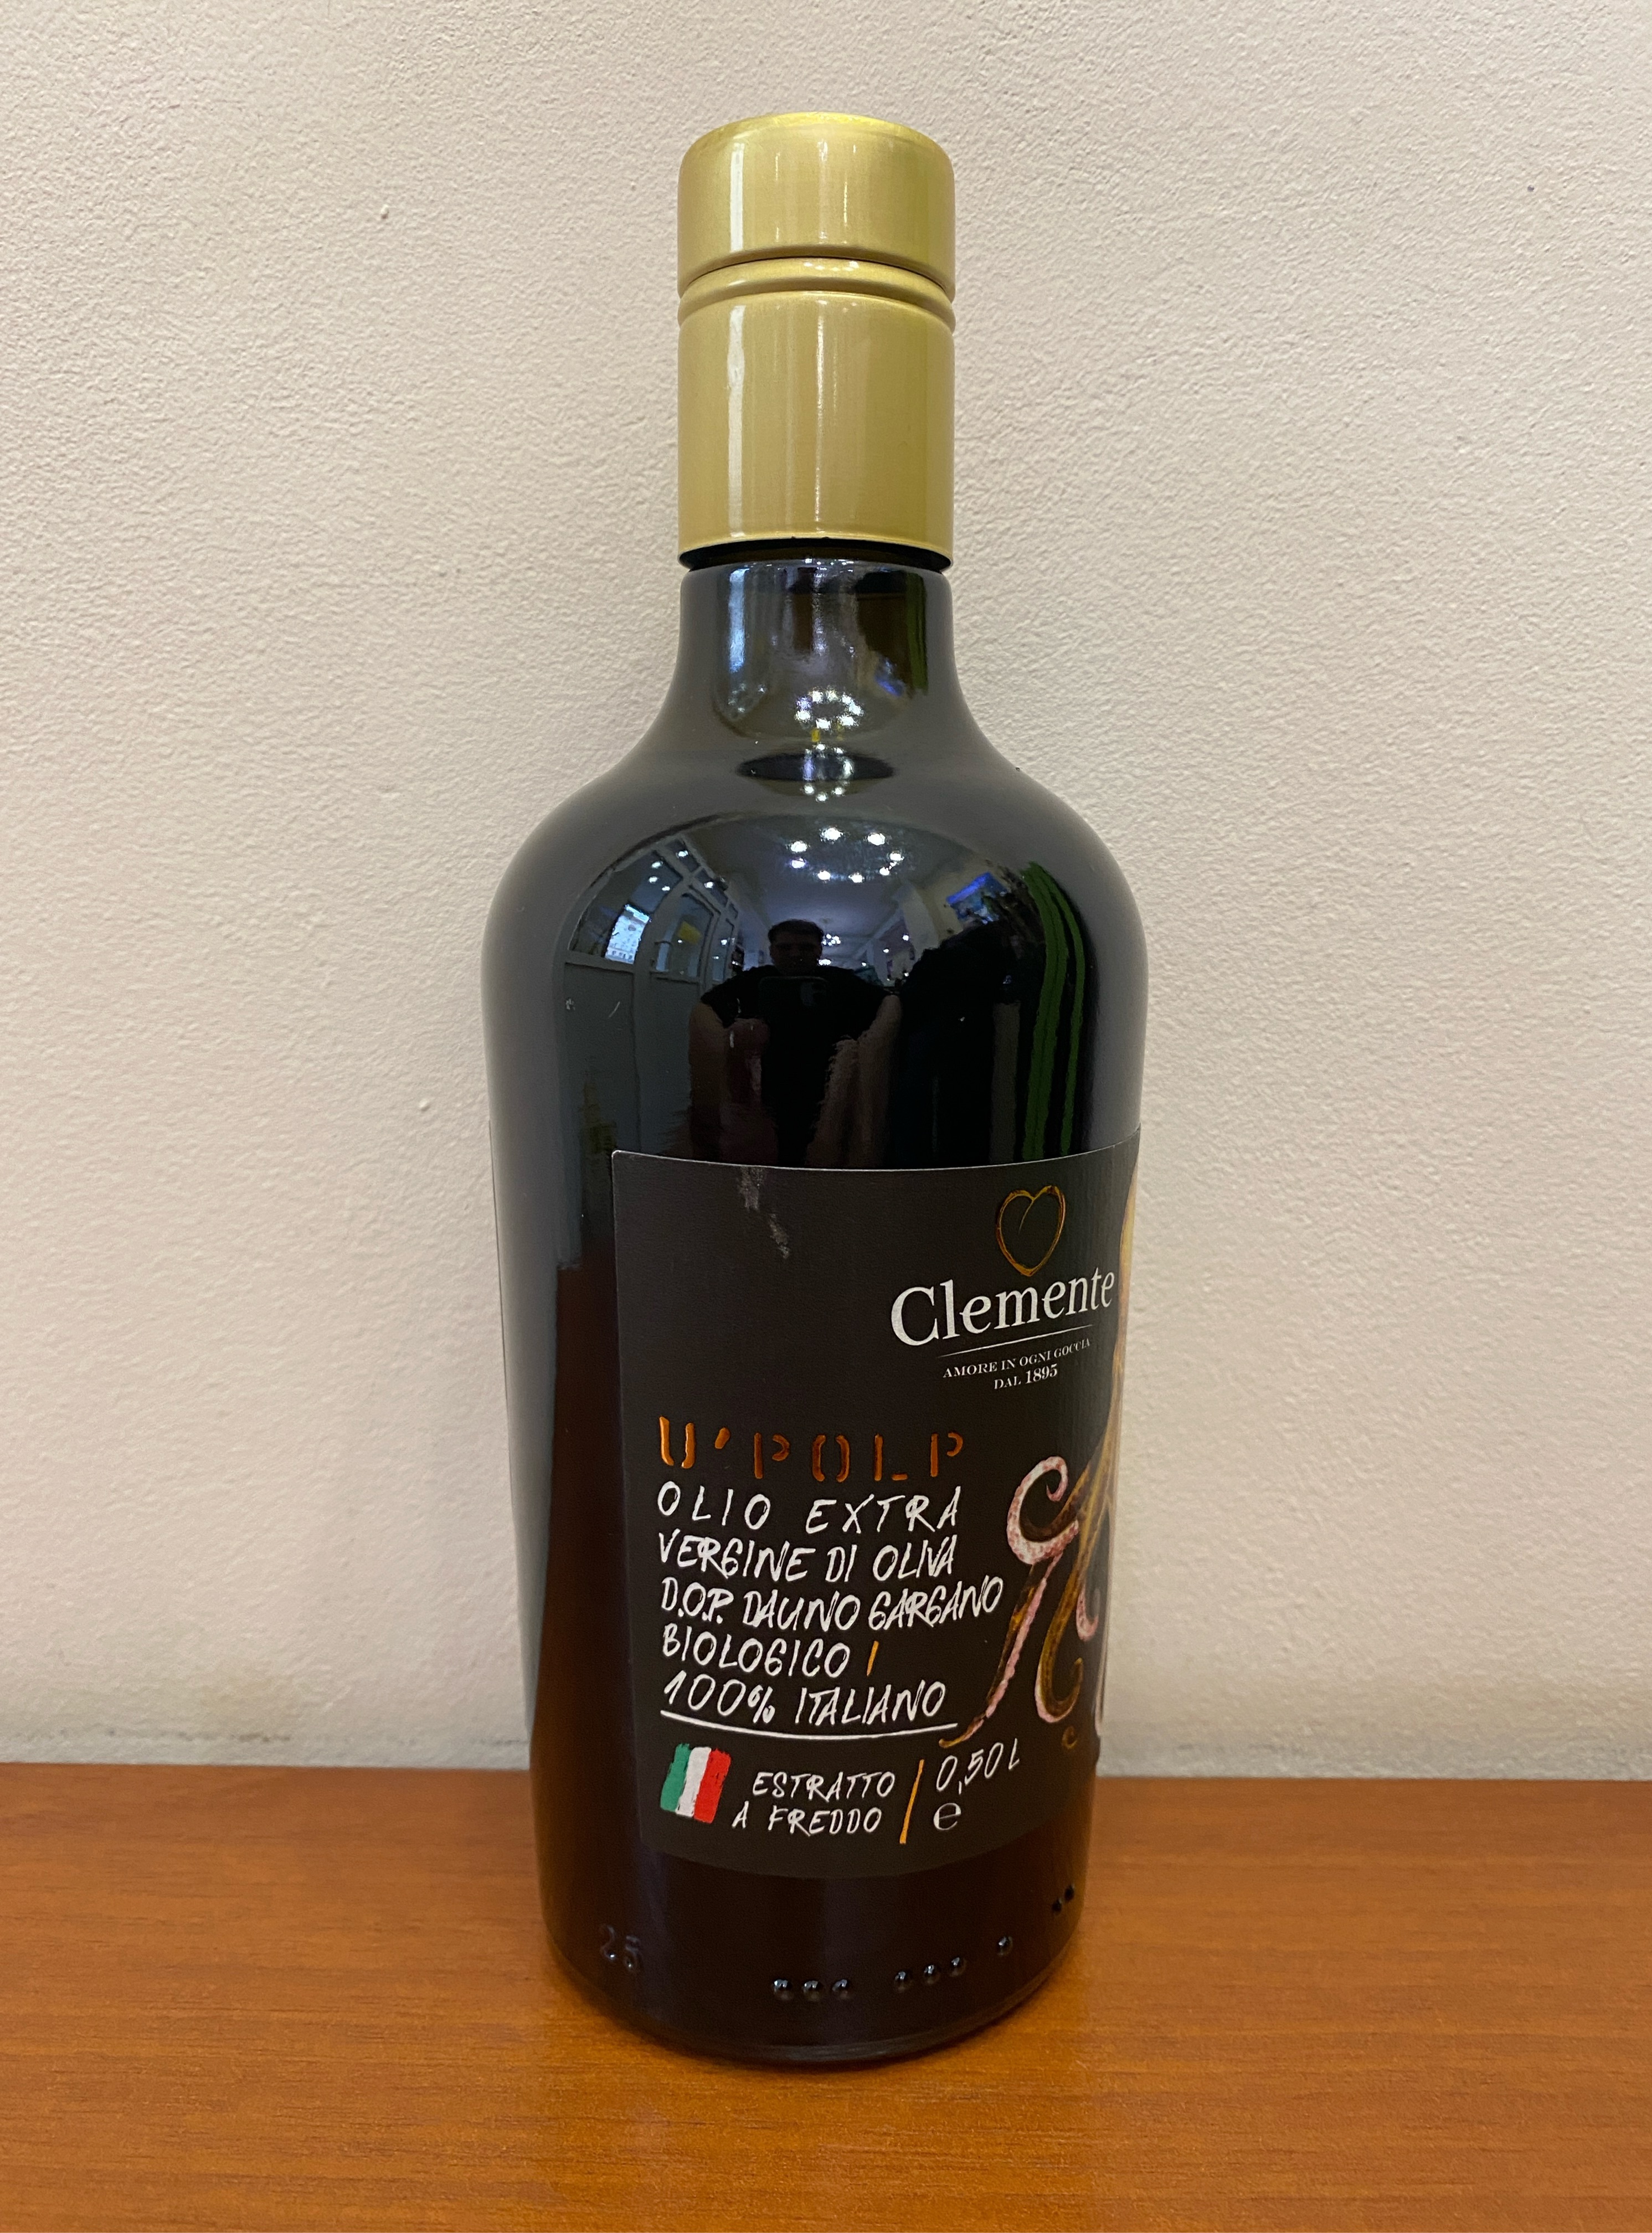 Clemente
AMORE IN OGNI GOCCIA
DAL 1895
U'POLP
OLIO EXTRA
VERGINE DI OLIVA
D.O.P. DAUNO GARGANO
BIOLOGICO /
100% ITALIANO
ESTRATTO
A FREDDO
0,50 L
e
25